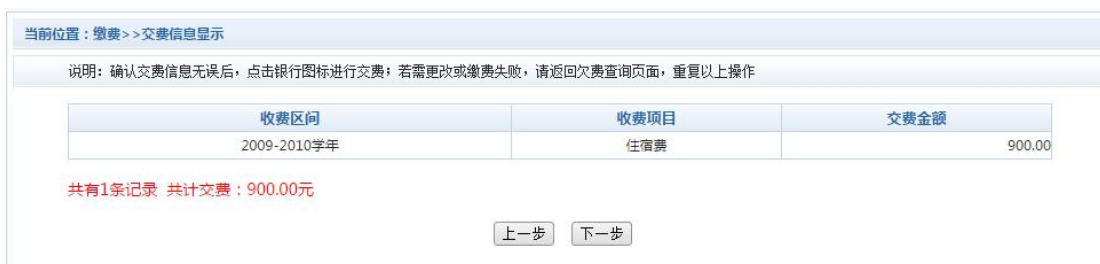 当前位置：缴费>>交费信息显示
说明：确认交费信息无误后，点击银行图标进行交费；若需更改或缴费失败，请返回欠费查询页面，重复以上操作
收费区间 收费项目 交费金额
2009-2010学年 住宿费 900.00
共有1条记录 共计交费：900.00元
上一步 下一步